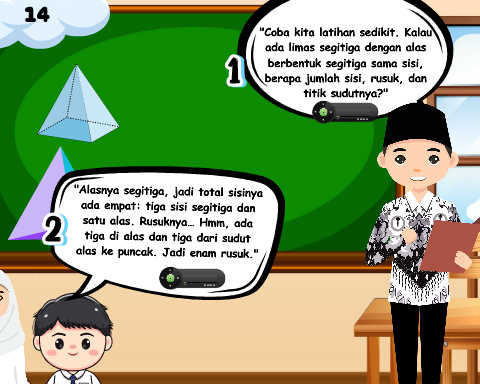 14
1
"Coba kita latihan sedikit. Kalau
ada limas segitiga dengan alas
berbentuk segitiga sama sisi,
berapa jumlah sisi, rusuk, dan
titik sudutnya?"
2
"Alasnya segitiga, jadi total sisinya
ada empat: tiga sisi segitiga dan
satu alas. Rusuknya... Hmm, ada
tiga di alas dan tiga dari sudut
alas ke puncak. Jadi enam rusuk."